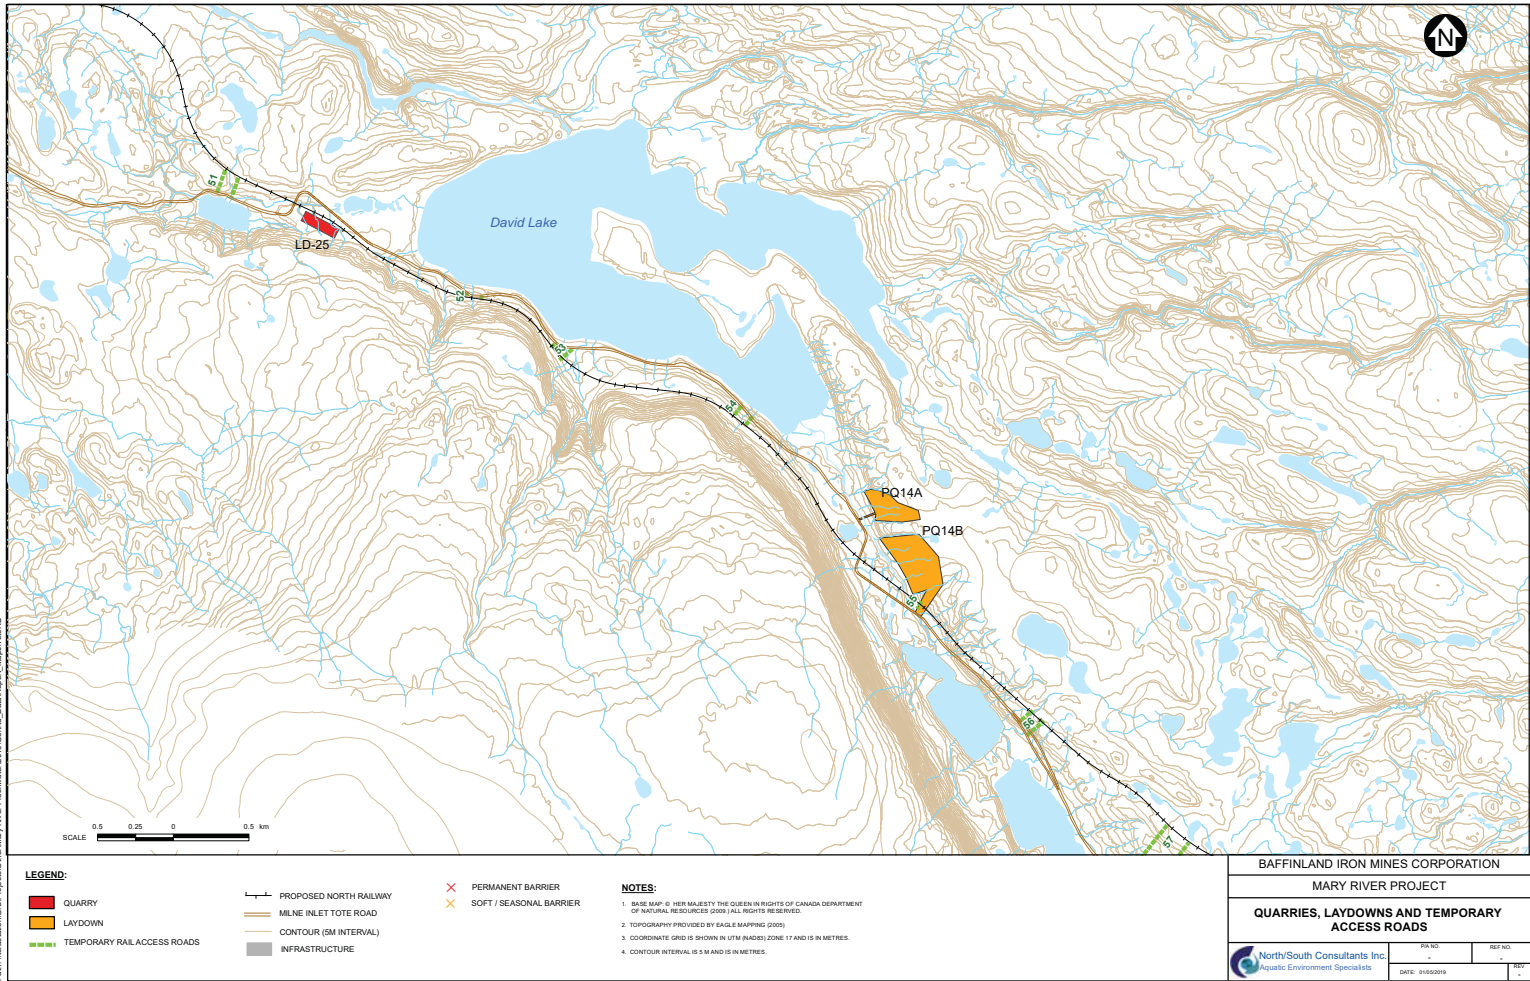 N
David Lake
51
LD-25
52
53
54
PQ14A
PQ14B
55
56
57
SCALE
0.5 0.25 0 0.5 km
LEGEND:
QUARRY
LAYDOWN
TEMPORARY RAIL ACCESS ROADS
PROPOSED NORTH RAILWAY
MILNE INLET TOTE ROAD
CONTOUR (5M INTERVAL)
INFRASTRUCTURE
PERMANENT BARRIER
SOFT / SEASONAL BARRIER
NOTES:
1. BASE MAP: © HER MAJESTY THE QUEEN IN RIGHTS OF CANADA DEPARTMENT
OF NATURAL RESOURCES (2009.) ALL RIGHTS RESERVED.
2. TOPOGRAPHY PROVIDED BY EAGLE MAPPING (2005)
3. COORDINATE GRID IS SHOWN IN UTM (NAD83) ZONE 17 AND IS IN METRES.
4. CONTOUR INTERVAL IS 5 M AND IS IN METRES.
BAFFINLAND IRON MINES CORPORATION
MARY RIVER PROJECT
QUARRIES, LAYDOWNS AND TEMPORARY
ACCESS ROADS
North/South Consultants Inc.
Aquatic Environment Specialists
P/A NO.
-
REF NO.
-
DATE: 01/03/2019
REV
-